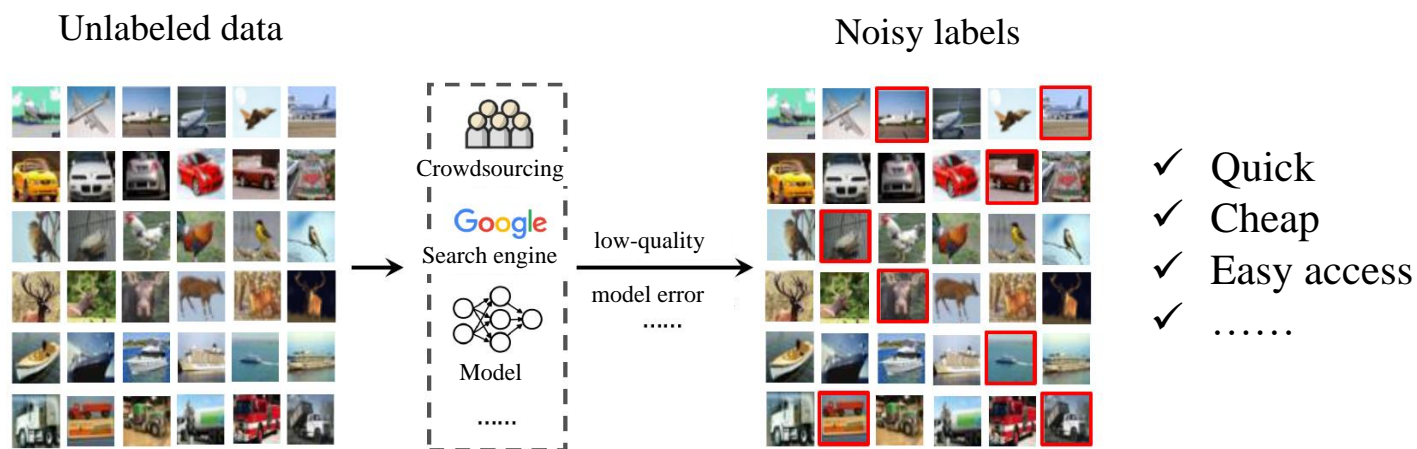 Unlabeled data
Noisy labels
Crowdsourcing
Google
Search engine
Model
......
low-quality
model error
......
✓ Quick
✓ Cheap
✓ Easy access
✓ ......